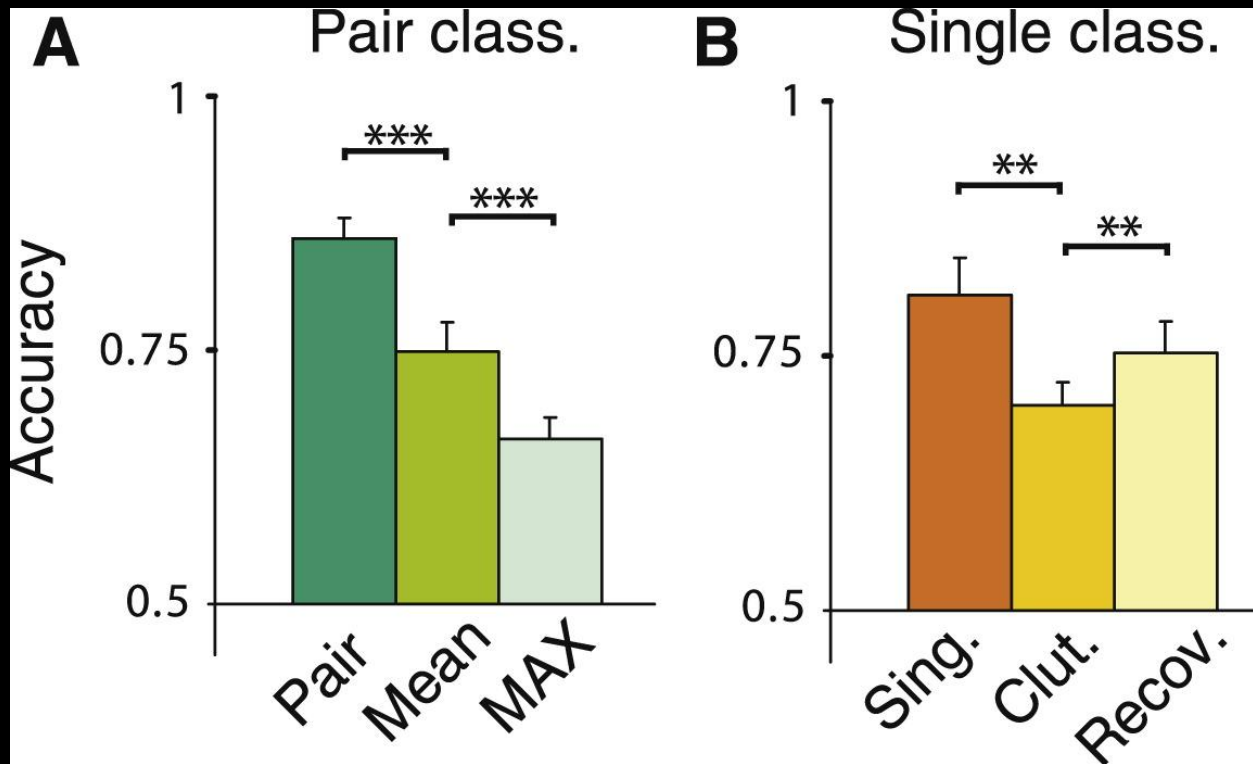 A Pair class.
1
***
***
Accuracy
0.75
0.5
Pair Mean MAX
B Single class.
1
**
**
0.75
0.5
Sing. Clut. Recov.